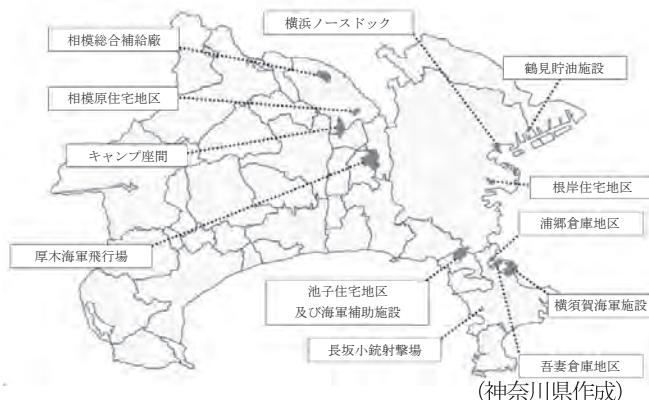 横浜ノースドック
相模総合補給廠
鶴見貯油施設
相模原住宅地区
キャンプ座間
根岸住宅地区
浦郷倉庫地区
厚木海軍飛行場
池子住宅地区
及び海軍補助施設
横須賀海軍施設
長坂小銃射撃場
吾妻倉庫地区
(神奈川県作成)